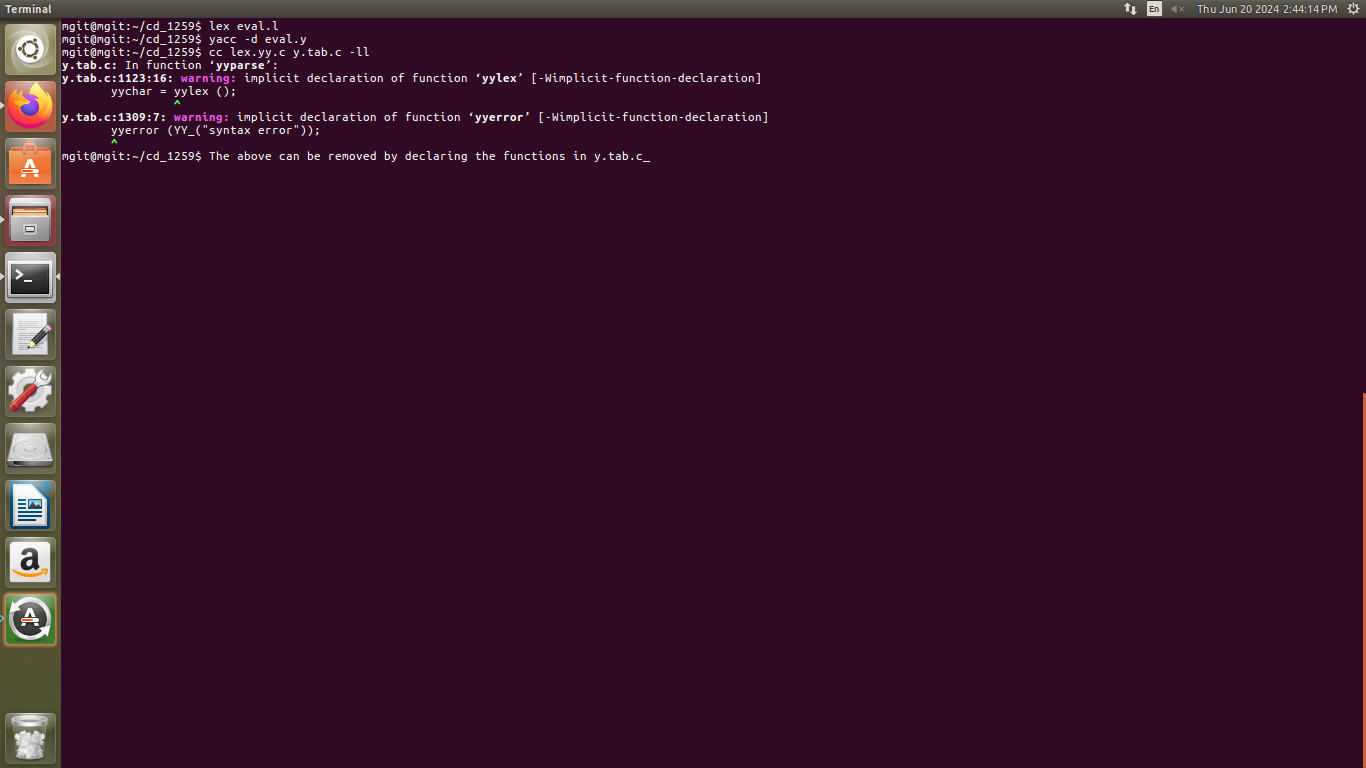 Terminal
En
Thu Jun 20 2024 2:44:14 PM
mgit@mgit:~/cd_1259$ lex eval.l
mgit@mgit:~/cd_1259$ yacc -d eval.y
mgit@mgit:~/cd_1259$ cc lex.yy.c y.tab.c -ll
y.tab.c: In function ‘yyparse’:
y.tab.c:1123:16: warning: implicit declaration of function ‘yylex’ [-Wimplicit-function-declaration]
yychar = yylex ();
^
y.tab.c:1309:7: warning: implicit declaration of function ‘yyerror’ [-Wimplicit-function-declaration]
yyerror (YY_("syntax error"));
^
mgit@mgit:~/cd_1259$ The above can be removed by declaring the functions in y.tab.c_